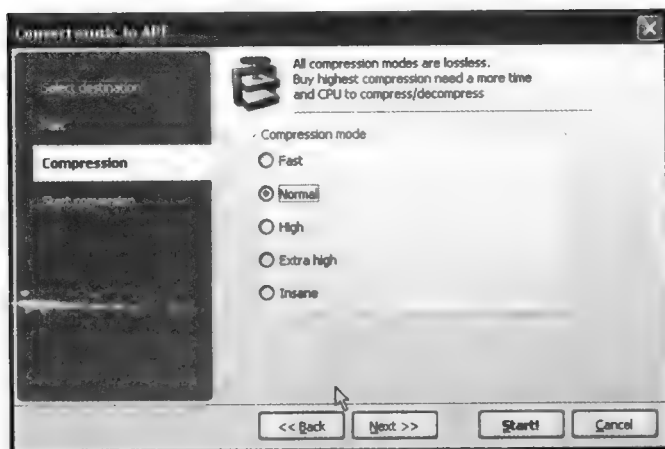 Convert music to APE
All compression modes are lossless.
Buy highest compression need a more time
and CPU to compress/decompress
Select destination
Compression
Start conversion
Compression mode
Fast
Normal
High
Extra high
Insane
<< Back
Next >>
Start!
Cancel